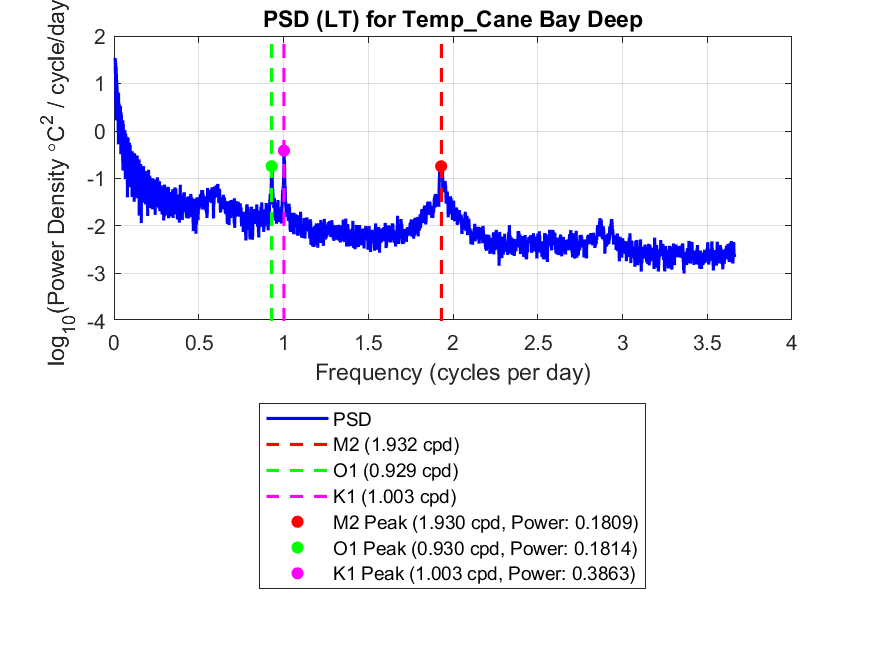 PSD (LT) for Temp_Cane Bay Deep
log10(Power Density °C2 / cycle/day
2
1
0
-1
-2
-3
-4
0
0.5
1
1.5
2
2.5
3
3.5
4
Frequency (cycles per day)
PSD
M2 (1.932 cpd)
O1 (0.929 cpd)
K1 (1.003 cpd)
M2 Peak (1.930 cpd, Power: 0.1809)
O1 Peak (0.930 cpd, Power: 0.1814)
K1 Peak (1.003 cpd, Power: 0.3863)